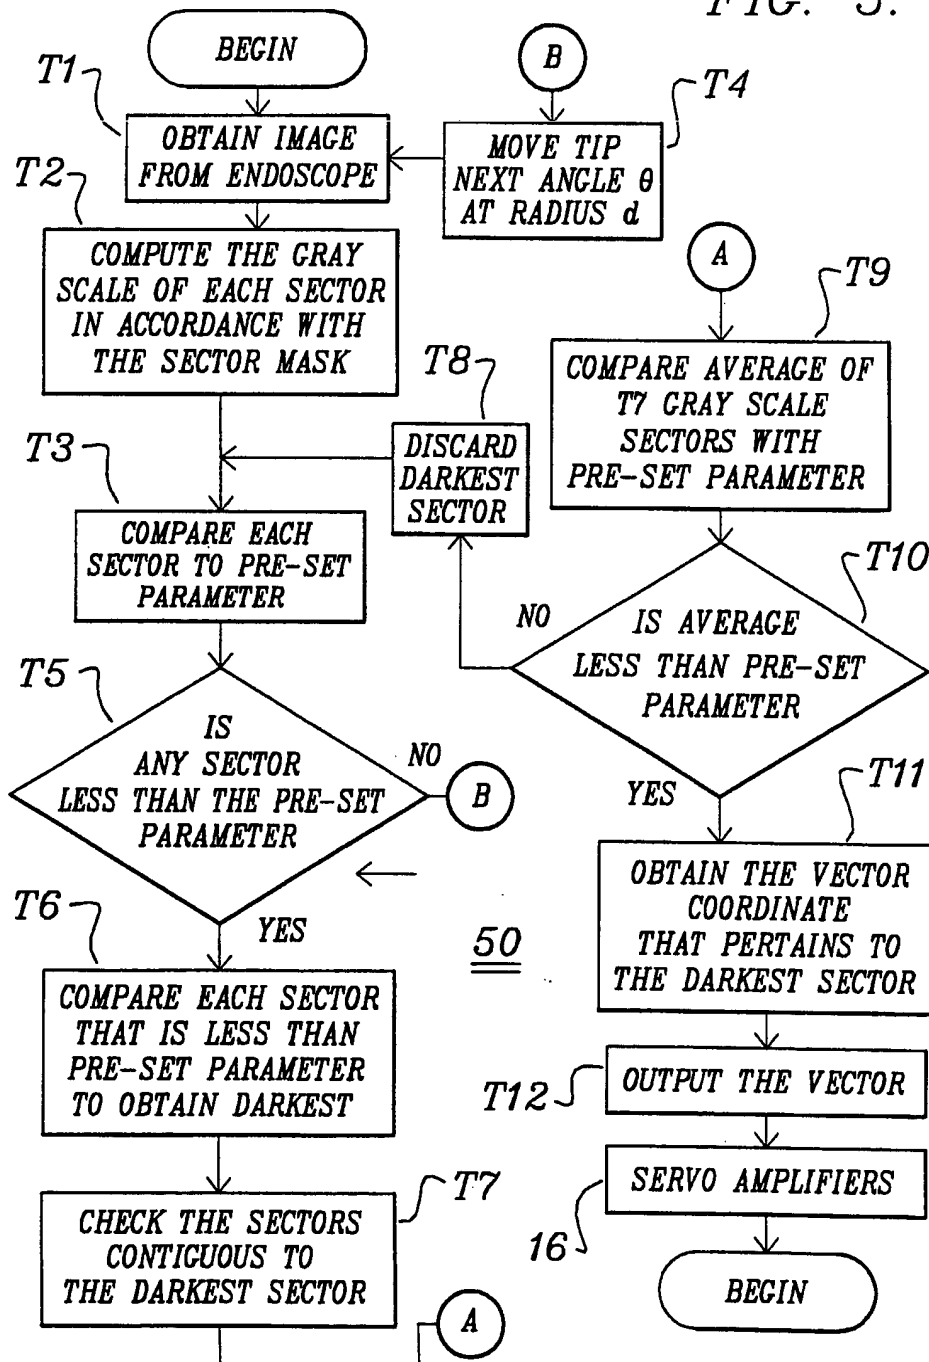 FIG. 5.
BEGIN
T1
OBTAIN IMAGE
FROM ENDOSCOPE
B
T4
MOVE TIP
NEXT ANGLE θ
AT RADIUS d
T2
COMPUTE THE GRAY
SCALE OF EACH SECTOR
IN ACCORDANCE WITH
THE SECTOR MASK
T3
COMPARE EACH
SECTOR TO PRE-SET
PARAMETER
T8
DISCARD
DARKEST
SECTOR
T5
IS
ANY SECTOR
LESS THAN THE PRE-SET
PARAMETER
NO
B
YES
T6
COMPARE EACH SECTOR
THAT IS LESS THAN
PRE-SET PARAMETER
TO OBTAIN DARKEST
T7
CHECK THE SECTORS
CONTIGUOUS TO
THE DARKEST SECTOR
A
50
A
T9
COMPARE AVERAGE OF
T7 GRAY SCALE
SECTORS WITH
PRE-SET PARAMETER
T10
IS AVERAGE
LESS THAN PRE-SET
PARAMETER
NO
YES
T11
OBTAIN THE VECTOR
COORDINATE
THAT PERTAINS TO
THE DARKEST SECTOR
T12
OUTPUT THE VECTOR
SERVO AMPLIFIERS
16
BEGIN